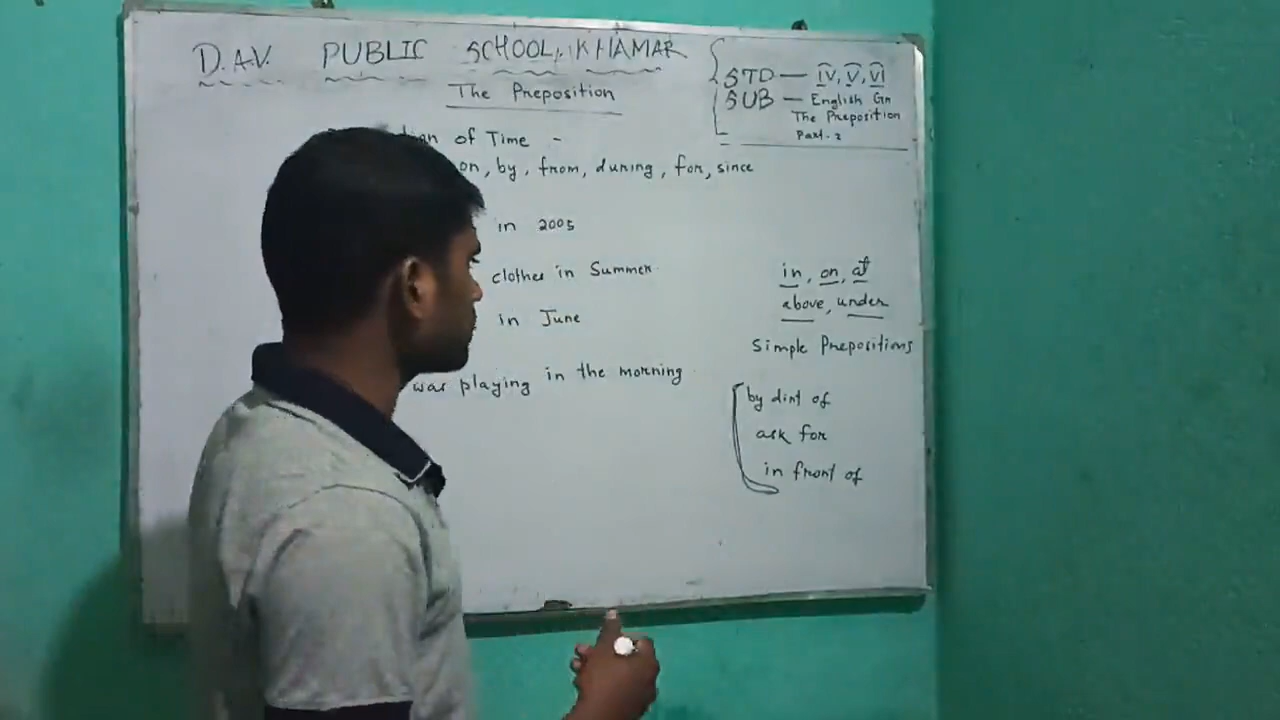 D.A.V. PUBLIC SCHOOL, KHAMAR
The Preposition
STD — IV, V, VI
SUB — English Gr
The Preposition
Part-2
of Time -
on, by, from, during, for, since
in 2005
clothes in Summer
in June
was playing in the morning
in, on, at
above, under
Simple Prepositions
by dint of
ask for
in front of